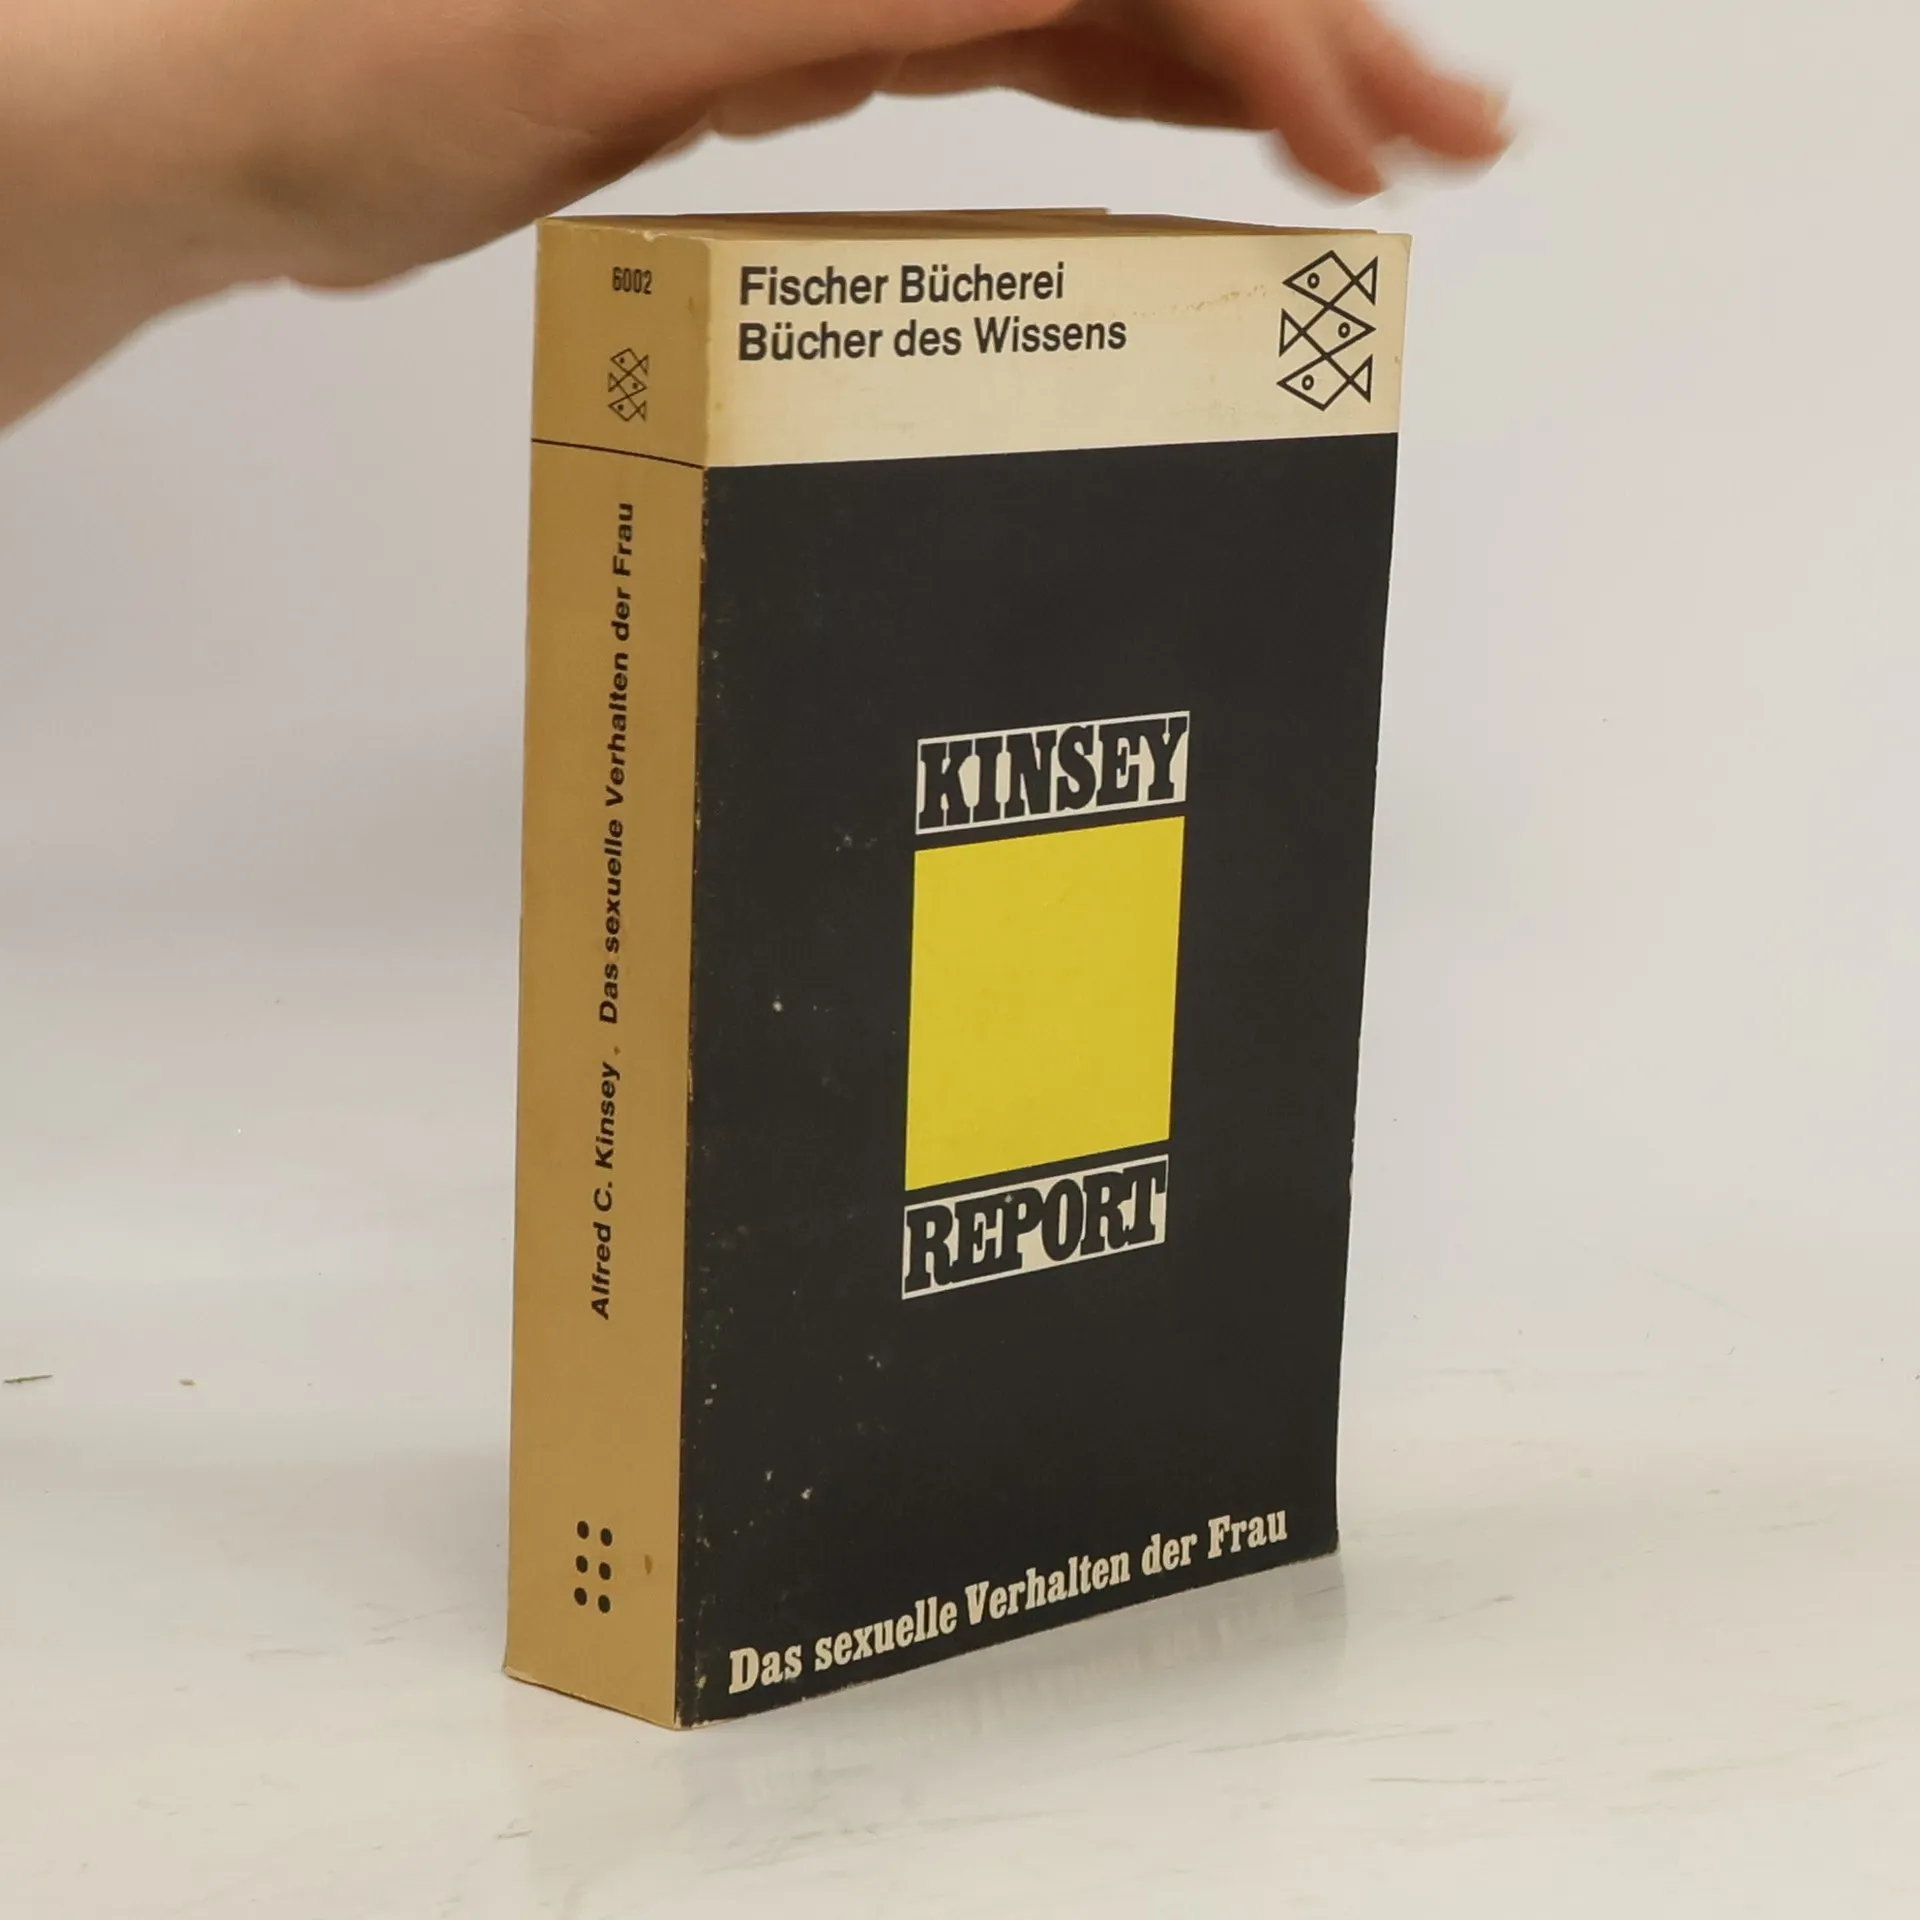 6002
Alfred C. Kinsey . Das sexuelle Verhalten der Frau
Fischer Bücherei
Bücher des Wissens
KINSEY
REPORT
Das sexuelle Verhalten der Frau